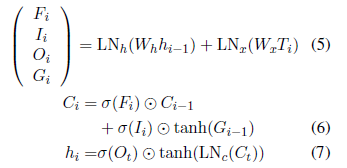 F_i
I_i
O_i
G_i
= LN_h(W_h h_{i−1}) + LN_x(W_x T_i) (5)
C_i = σ(F_i) ⊙ C_{i−1}
+ σ(I_i) ⊙ tanh(G_{i−1}) (6)
h_i = σ(O_t) ⊙ tanh(LN_c(C_t)) (7)